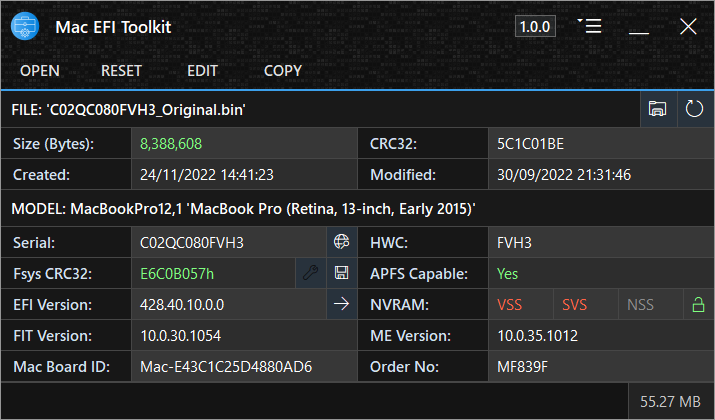 Mac EFI Toolkit 1.0.0
OPEN RESET EDIT COPY
FILE: 'C02QC080FVH3_Original.bin'
Size (Bytes): 8,388,608 CRC32: 5C1C01BE
Created: 24/11/2022 14:41:23 Modified: 30/09/2022 21:31:46
MODEL: MacBookPro12,1 'MacBook Pro (Retina, 13-inch, Early 2015)'
Serial: C02QC080FVH3 HWC: FVH3
Fsys CRC32: E6C0B057h APFS Capable: Yes
EFI Version: 428.40.10.0.0 NVRAM: VSS SVS NSS
FIT Version: 10.0.30.1054 ME Version: 10.0.35.1012
Mac Board ID: Mac-E43C1C25D4880AD6 Order No: MF839F
55.27 MB